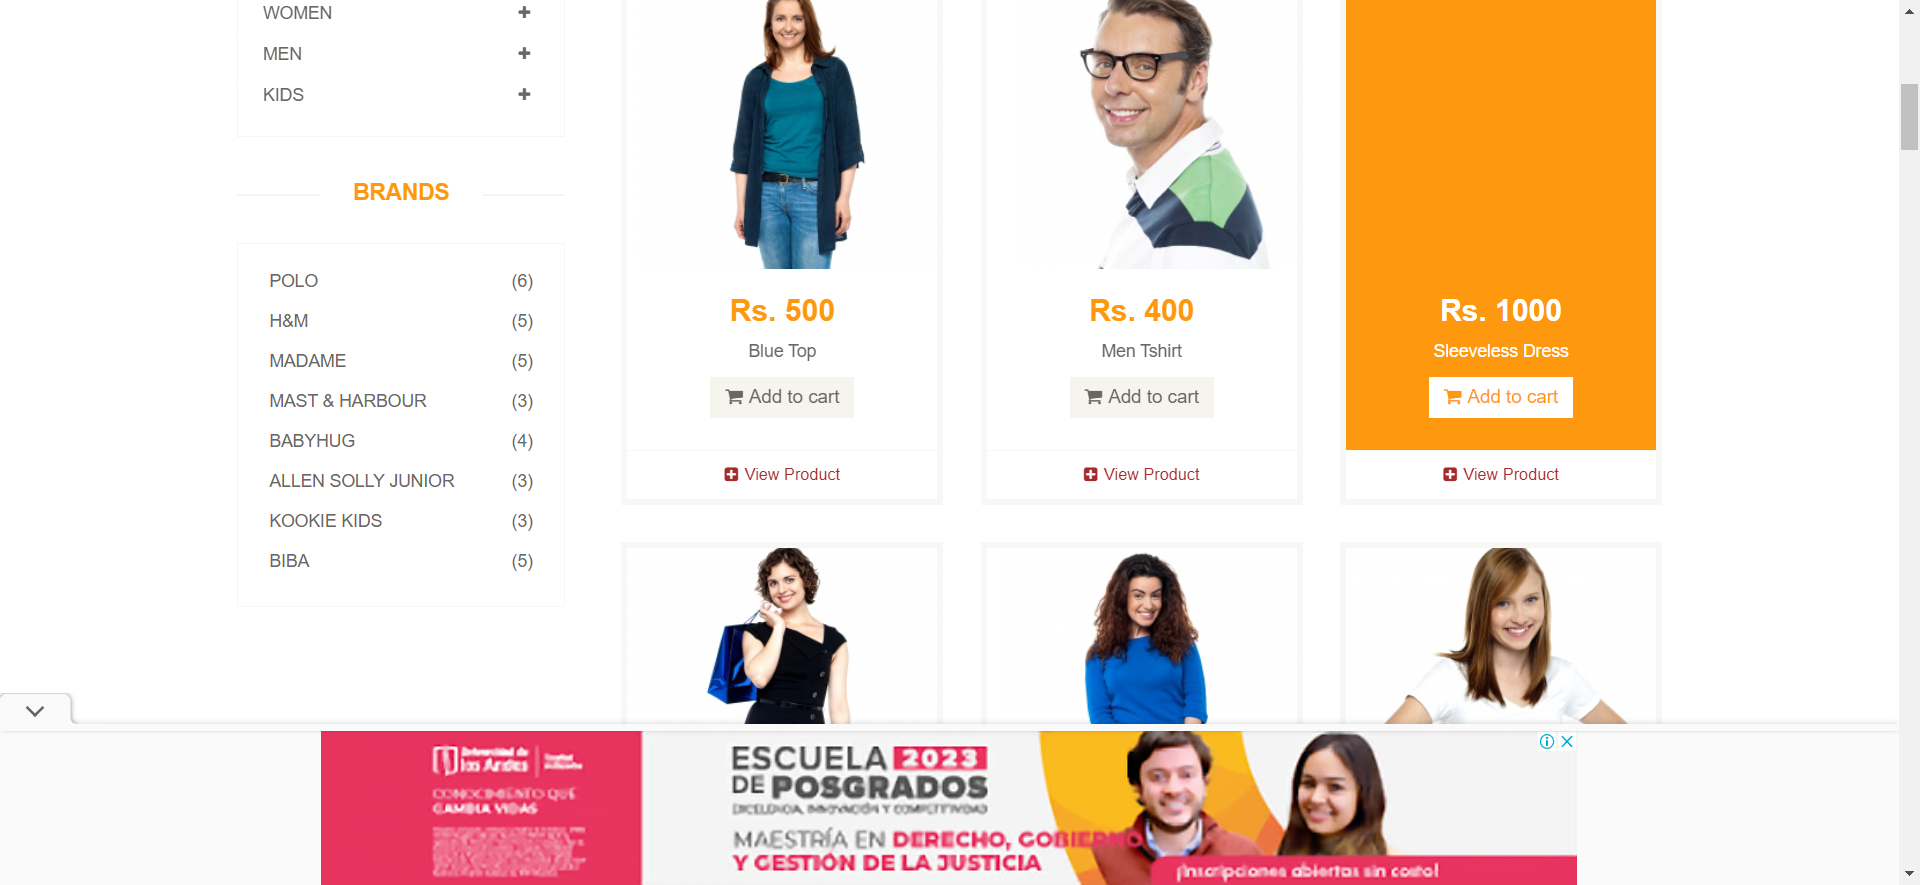 WOMEN
MEN
KIDS
BRANDS
POLO (6)
H&M (5)
MADAME (5)
MAST & HARBOUR (3)
BABYHUG (4)
ALLEN SOLLY JUNIOR (3)
KOOKIE KIDS (3)
BIBA (5)
Rs. 500
Blue Top
Add to cart
View Product
Rs. 400
Men Tshirt
Add to cart
View Product
Rs. 1000
Sleeveless Dress
Add to cart
View Product
Universidad de
los Andes
CONOCIMIENTO QUE
CAMBIA VIDAS
ESCUELA 2023
DE POSGRADOS
EXCELENCIA, INNOVACIÓN Y COMPETITIVIDAD
MAESTRÍA EN DERECHO, GOBIERNO
Y GESTIÓN DE LA JUSTICIA
¡Inscripciones abiertas sin costo!